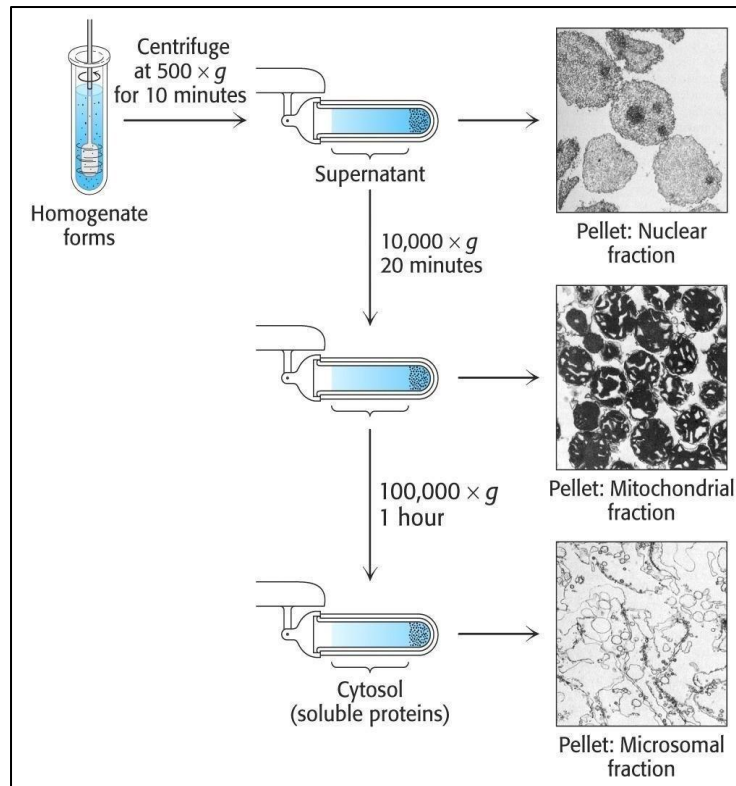 Centrifuge
at 500 × g
for 10 minutes
Homogenate
forms
Supernatant
Pellet: Nuclear
fraction
10,000 × g
20 minutes
Pellet: Mitochondrial
fraction
100,000 × g
1 hour
Cytosol
(soluble proteins)
Pellet: Microsomal
fraction